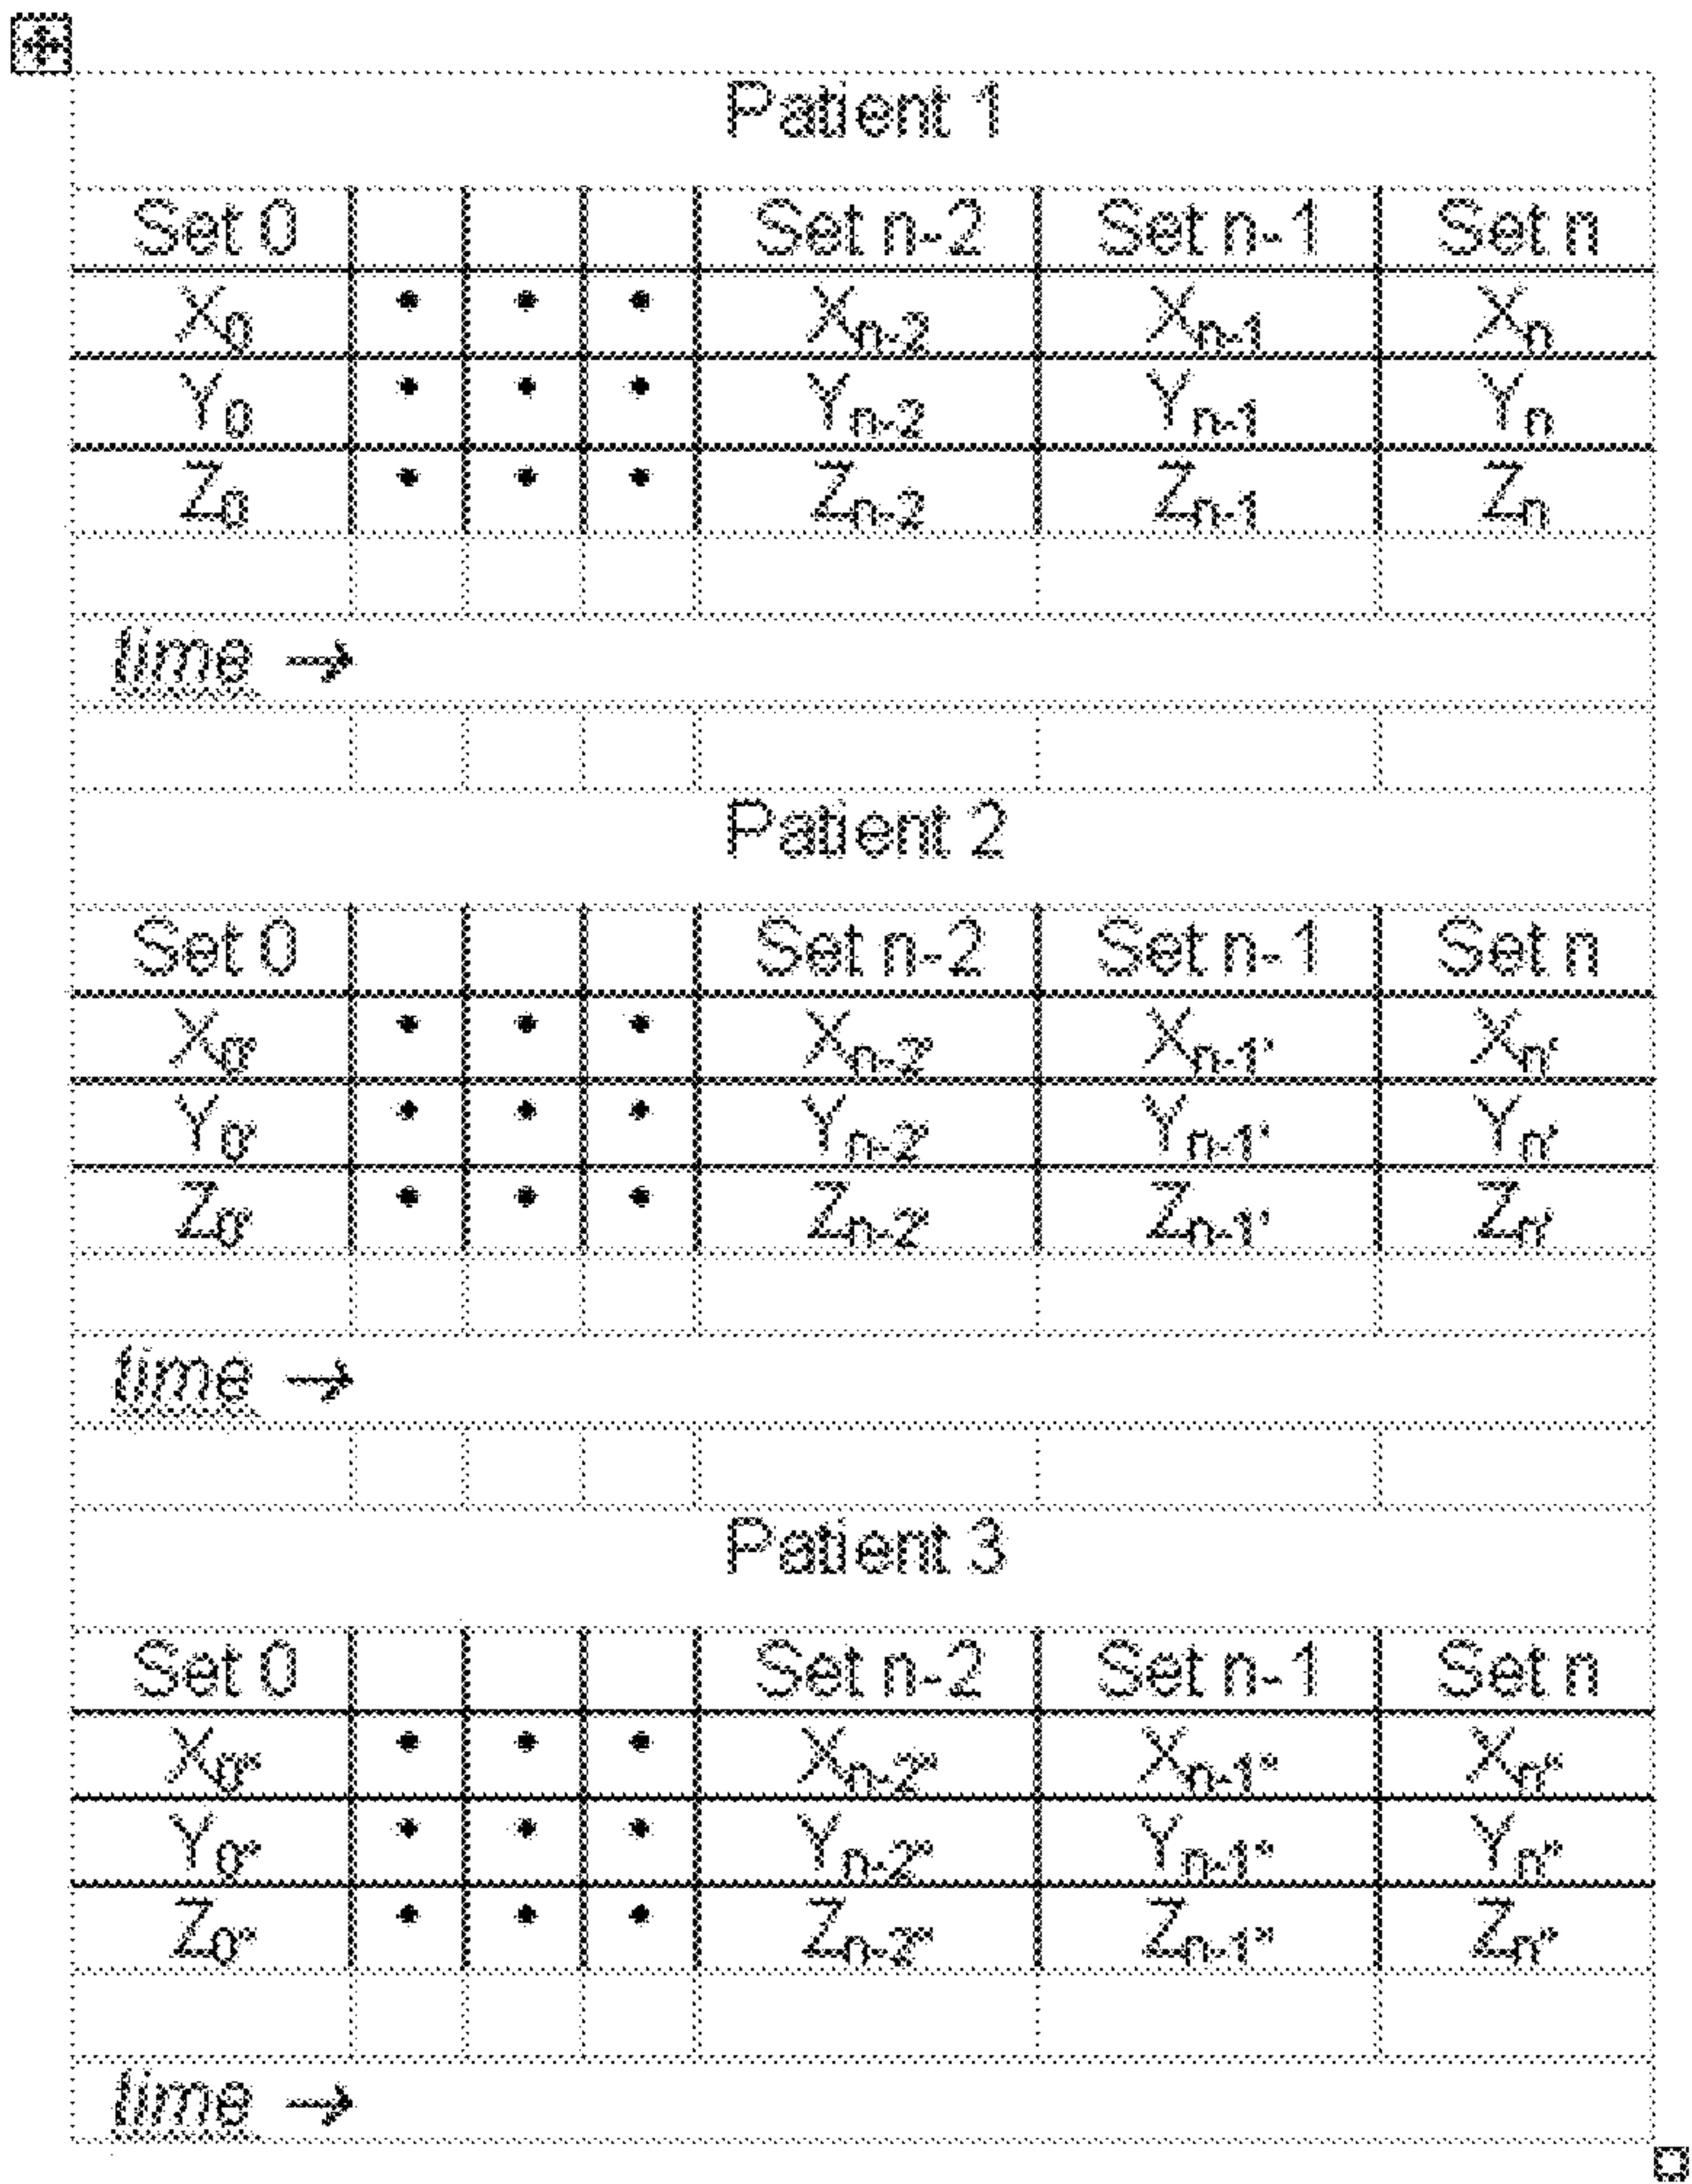 Patient 1
Set 0 Set n-2 Set n-1 Set n
X₀ • • • Xₙ₋₂ Xₙ₋₁ Xₙ
Y₀ • • • Yₙ₋₂ Yₙ₋₁ Yₙ
Z₀ • • • Zₙ₋₂ Zₙ₋₁ Zₙ
time →
Patient 2
Set 0 Set n-2 Set n-1 Set n
X₀' • • • Xₙ₋₂' Xₙ₋₁' Xₙ'
Y₀' • • • Yₙ₋₂' Yₙ₋₁' Yₙ'
Z₀' • • • Zₙ₋₂' Zₙ₋₁' Zₙ'
time →
Patient 3
Set 0 Set n-2 Set n-1 Set n
X₀" • • • Xₙ₋₂" Xₙ₋₁" Xₙ"
Y₀" • • • Yₙ₋₂" Yₙ₋₁" Yₙ"
Z₀" • • • Zₙ₋₂" Zₙ₋₁" Zₙ"
time →